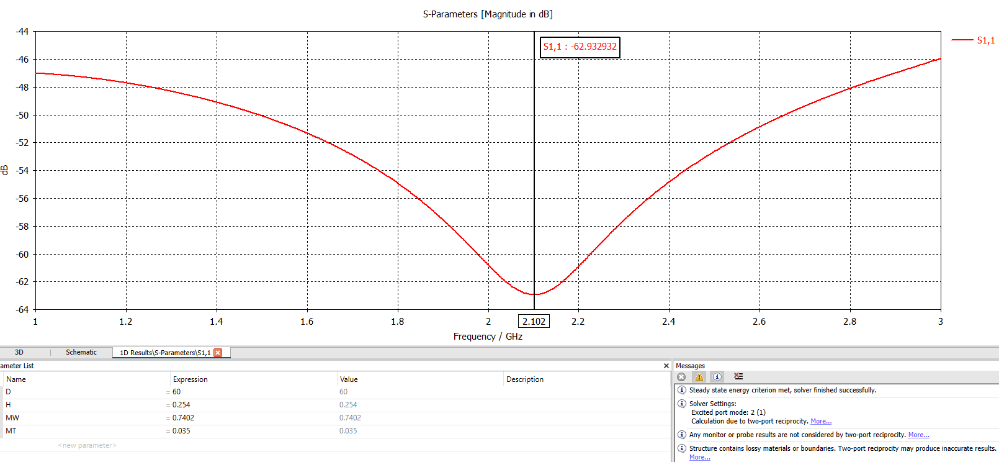 S-Parameters [Magnitude in dB]
-44
-46
-48
-50
-52
-54
-56
-58
-60
-62
-64
dB
S1,1 : -62.932932
S1,1
1 1.2 1.4 1.6 1.8 2 2.102 2.2 2.4 2.6 2.8 3
Frequency / GHz
3D Schematic 1D Results\S-Parameters\S1,1
ameter List
Name Expression Value Description
D = 60 60
H = 0.254 0.254
MW = 0.7402 0.7402
MT = 0.035 0.035
<new parameter>
Messages
Steady state energy criterion met, solver finished successfully.
Solver Settings:
Excited port mode: 2 (1)
Calculation due to two-port reciprocity. More...
Any monitor or probe results are not considered by two-port reciprocity. More...
Structure contains lossy materials or boundaries. Two-port reciprocity may produce inaccurate results.
More...